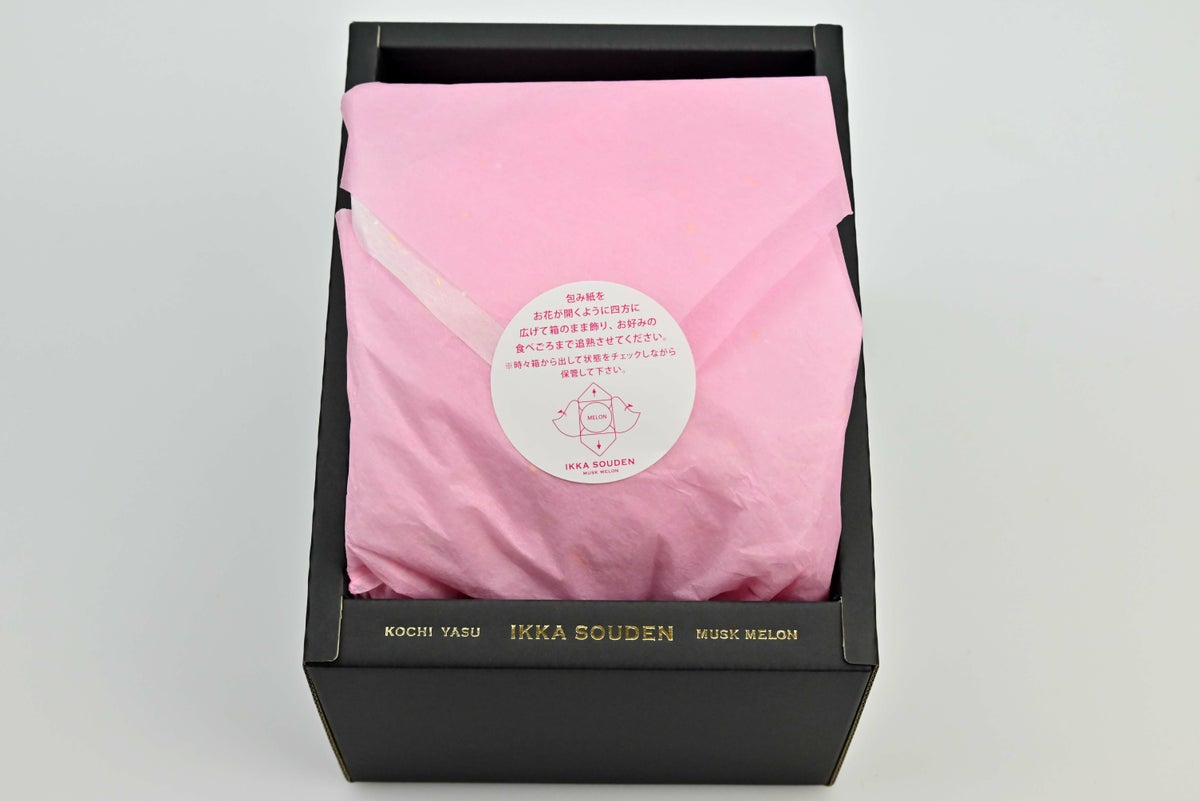 包み紙を
お花が開くように四方に
広げて箱のまま飾り、お好みの
食べごろまで追熟させてください。
※時々箱から出して状態をチェックしながら
保管して下さい。
MELON
IKKA SOUDEN
MUSK MELON
KOCHI YASU IKKA SOUDEN MUSK MELON